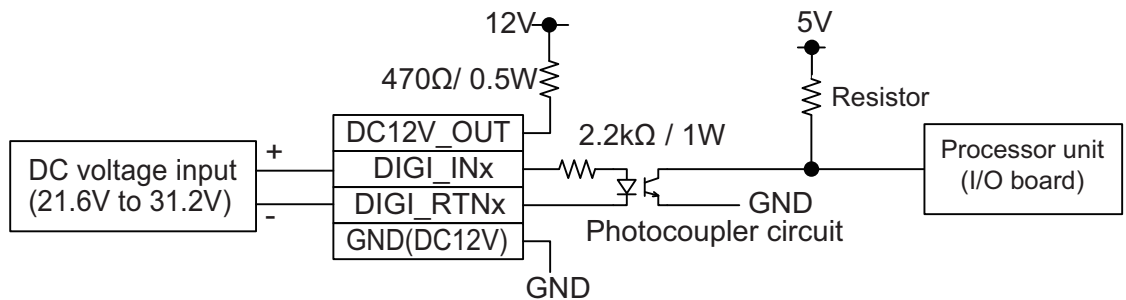 12V
5V
470Ω/ 0.5W
Resistor
DC12V_OUT
2.2kΩ / 1W
DC voltage input
(21.6V to 31.2V)
+
-
DIGI_INx
DIGI_RTNx
GND(DC12V)
GND
Photocoupler circuit
GND
Processor unit
(I/O board)